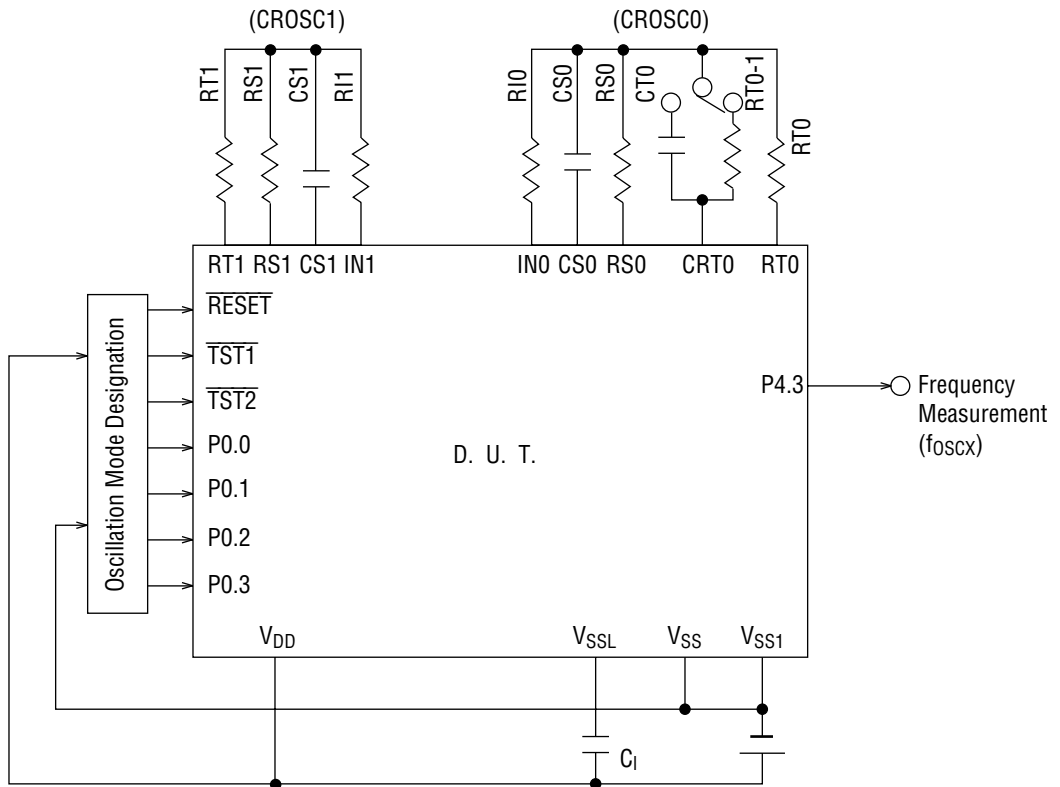 (CROSC1)
(CROSC0)
RT1
RS1
CS1
RI1
RI0
CS0
RS0
CT0
RT0-1
RT0
RT1 RS1 CS1 IN1
IN0 CS0 RS0 CRT0 RT0
Oscillation Mode Designation
RESET
TST1
TST2
P0.0
P0.1
P0.2
P0.3
D. U. T.
P4.3
Frequency
Measurement
(fOSCX)
VDD
VSSL
VSS
VSS1
CI